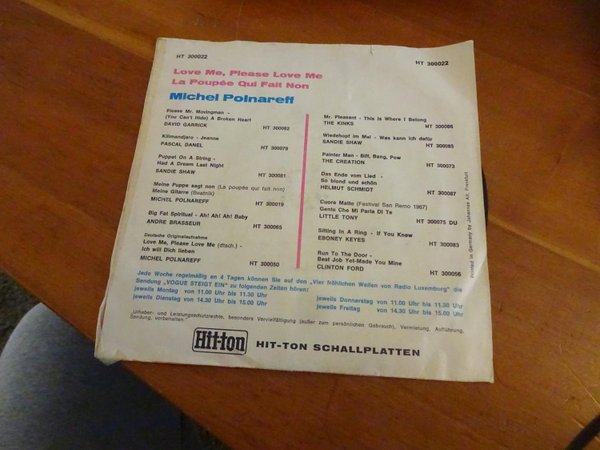 HT 300022
HT 300022
Love Me, Please Love Me
La Poupée Qui Fait Non
Michel Polnareff
Please Mr. Movingman -
(You Can't Hide) A Broken Heart
DAVID GARRICK HT 300082
Kilimandjaro - Jeanne
PASCAL DANEL HT 300079
Puppet On A String -
Had A Dream Last Night
SANDIE SHAW HT 300081
Meine Puppe sagt non (La poupée qui fait non)
Meine Gitarre (Beatnik)
MICHEL POLNAREFF HT 300019
Big Fat Spiritual - Ah! Ah! Ah! Baby
ANDRE BRASSEUR HT 300065
Deutsche Originalaufnahme
Love Me, Please Love Me (dtsch.) -
Ich will Dich lieben
MICHEL POLNAREFF HT 300050
Mr. Pleasant - This Is Where I Belong
THE KINKS HT 300086
Wiedehopf im Mai - Was kann ich dafür
SANDIE SHAW HT 300085
Painter Man - Biff, Bang, Pow
THE CREATION HT 300073
Das Ende vom Lied -
So blond und schön
HELMUT SCHMIDT HT 300087
Cuore Matto (Festival San Remo 1967)
Gente Che Mi Parla Di Te
LITTLE TONY HT 300075 DU
Sitting In A Ring - If You Knew
EBONEY KEYES HT 300083
Run To The Door -
Best Job Yet-Made You Mine
CLINTON FORD HT 300056
Jede Woche regelmäßig an 4 Tagen können Sie auf den „Vier fröhlichen Wellen von Radio Luxemburg" die
Sendung „VOGUE STEIGT EIN" zu folgenden Zeiten hören:
jeweils Montag von 11.00 Uhr bis 11.30 Uhr
jeweils Dienstag von 14.30 Uhr bis 15.00 Uhr
jeweils Donnerstag von 11.00 Uhr bis 11.30 Uhr
jeweils Freitag von 14.30 Uhr bis 15.00 Uhr
Urheber- und Leistungsschutzrechte, besonders Vervielfältigung (außer zum persönlichen Gebrauch), Vermietung, Aufführung,
Sendung, vorbehalten.
Hit-ton HIT-TON SCHALLPLATTEN
Printed in Germany by Johannes Alt, Frankfurt